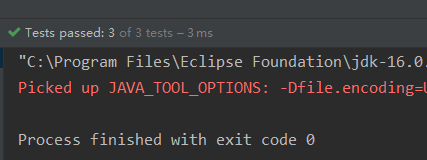 Tests passed: 3 of 3 tests – 3 ms
"C:\Program Files\Eclipse Foundation\jdk-16.0.
Picked up JAVA_TOOL_OPTIONS: -Dfile.encoding=U
Process finished with exit code 0